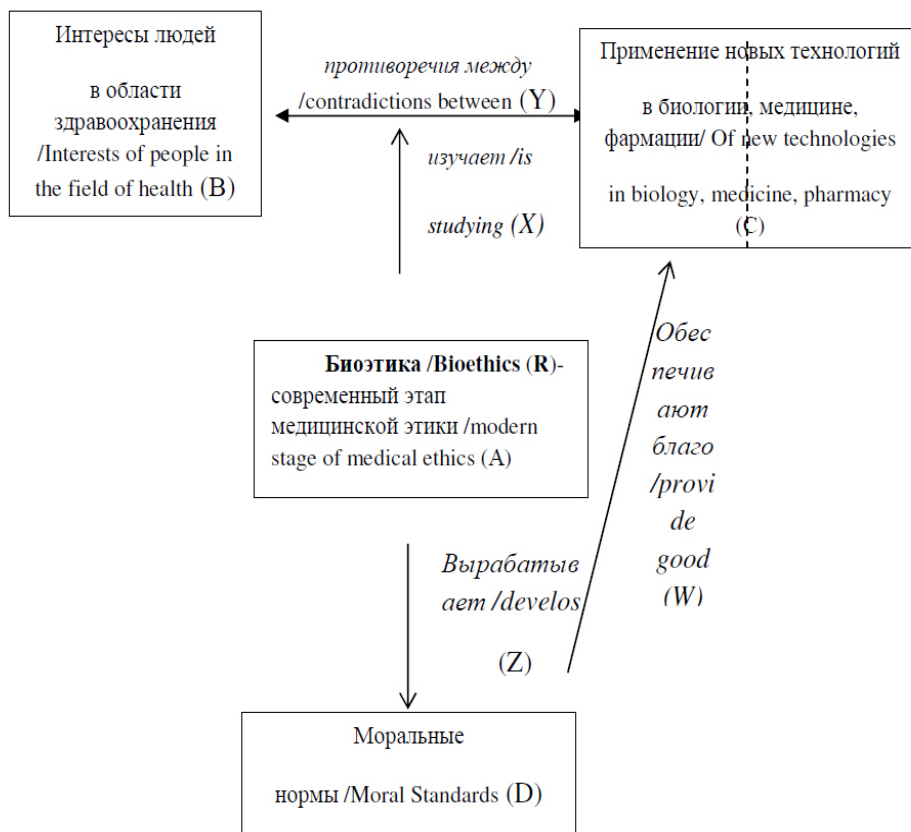 Интересы людей
в области
здравоохранения
/Interests of people in
the field of health (B)
противоречия между
/contradictions between (Y)
Применение новых технологий
в биологии, медицине,
фармации/ Of new technologies
in biology, medicine, pharmacy
(C)
изучает /is
studying (X)
Биоэтика /Bioethics (R)-
современный этап
медицинской этики /modern
stage of medical ethics (A)
Обес
печив
ают
благо
/provi
de
good
(W)
Вырабатыв
ает /develos
(Z)
Моральные
нормы /Moral Standards (D)